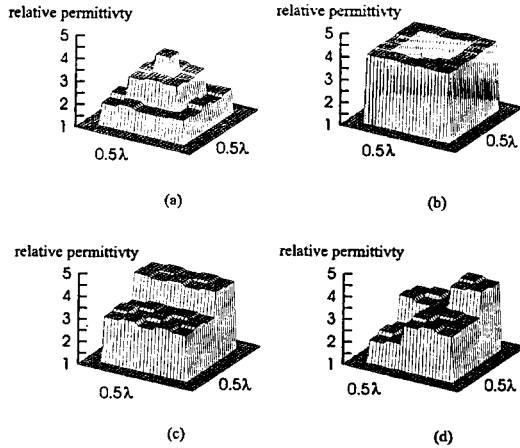 relative permittivty
5
4
3
2
1
0.5λ
0.5λ
(a)
relative permittivty
5
4
3
2
1
0.5λ
0.5λ
(b)
relative permittivty
5
4
3
2
1
0.5λ
0.5λ
(c)
relative permittivty
5
4
3
2
1
0.5λ
0.5λ
(d)